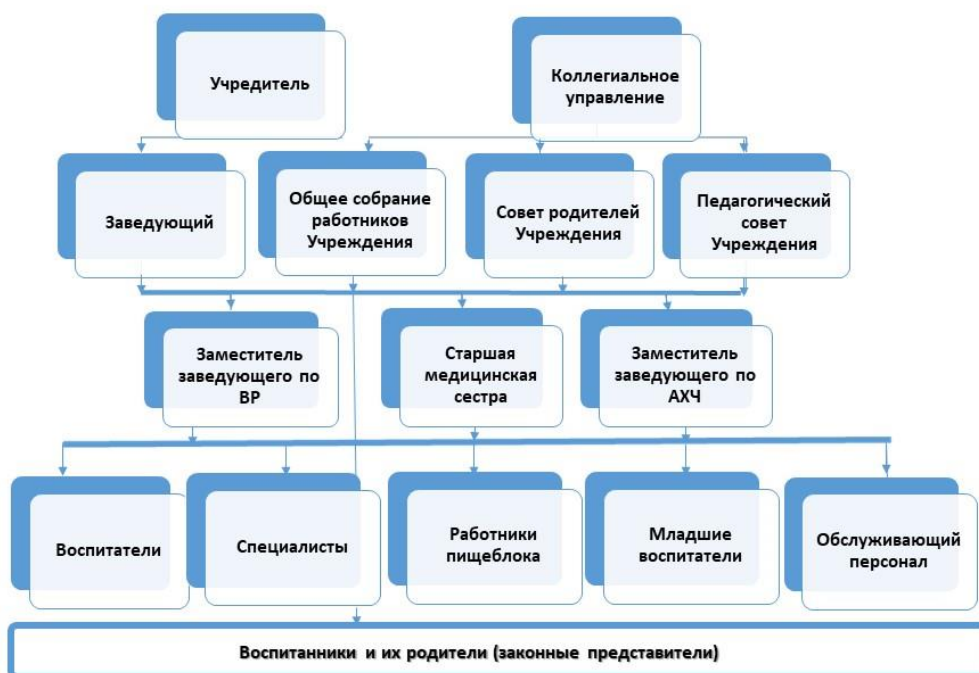 Учредитель
Коллегиальное
управление
Заведующий
Общее собрание
работников
Учреждения
Совет родителей
Учреждения
Педагогический
совет
Учреждения
Заместитель
заведующего по
ВР
Старшая
медицинская
сестра
Заместитель
заведующего по
АХЧ
Воспитатели
Специалисты
Работники
пищеблока
Младшие
воспитатели
Обслуживающий
персонал
Воспитанники и их родители (законные представители)